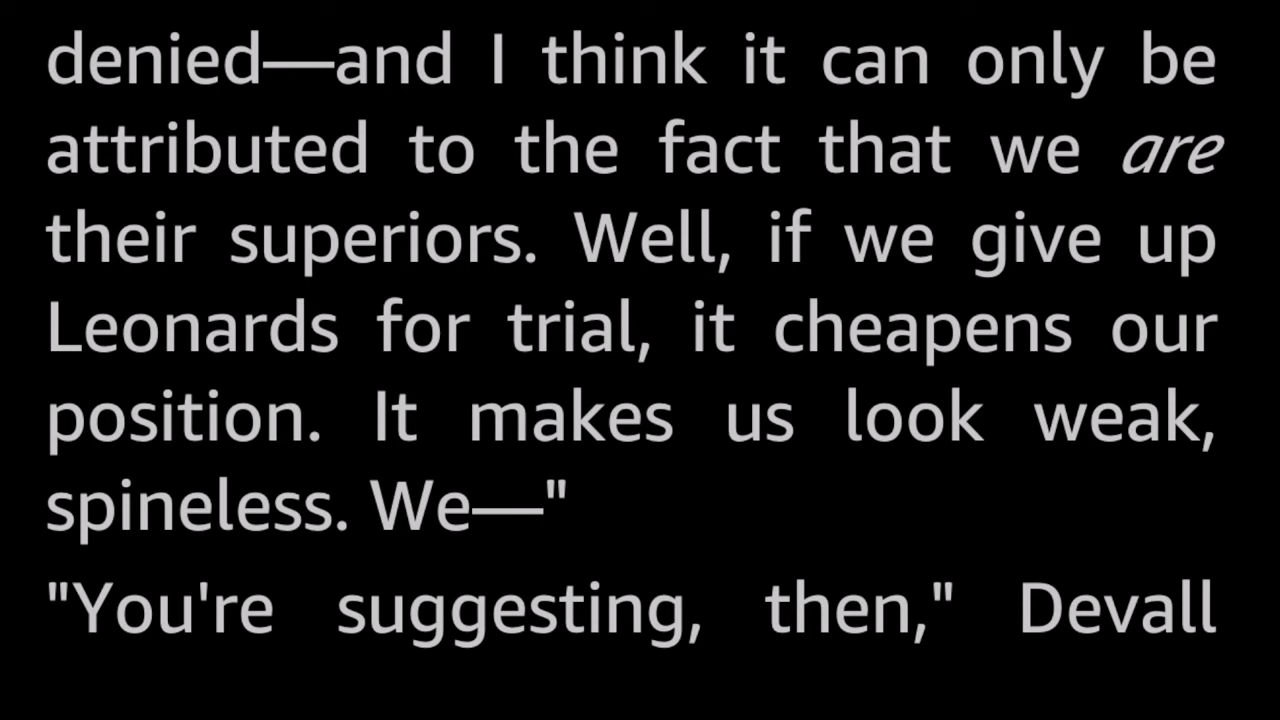 denied—and I think it can only be
attributed to the fact that we are
their superiors. Well, if we give up
Leonards for trial, it cheapens our
position. It makes us look weak,
spineless. We—"
"You're suggesting, then," Devall